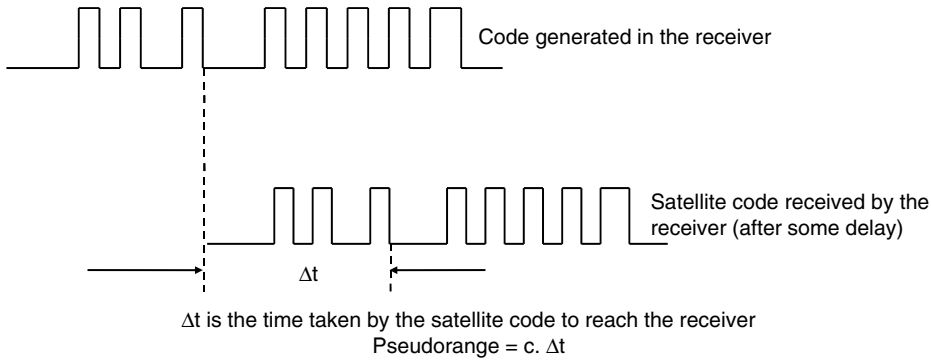 Code generated in the receiver
Satellite code received by the
receiver (after some delay)
Δt
Δt is the time taken by the satellite code to reach the receiver
Pseudorange = c. Δt